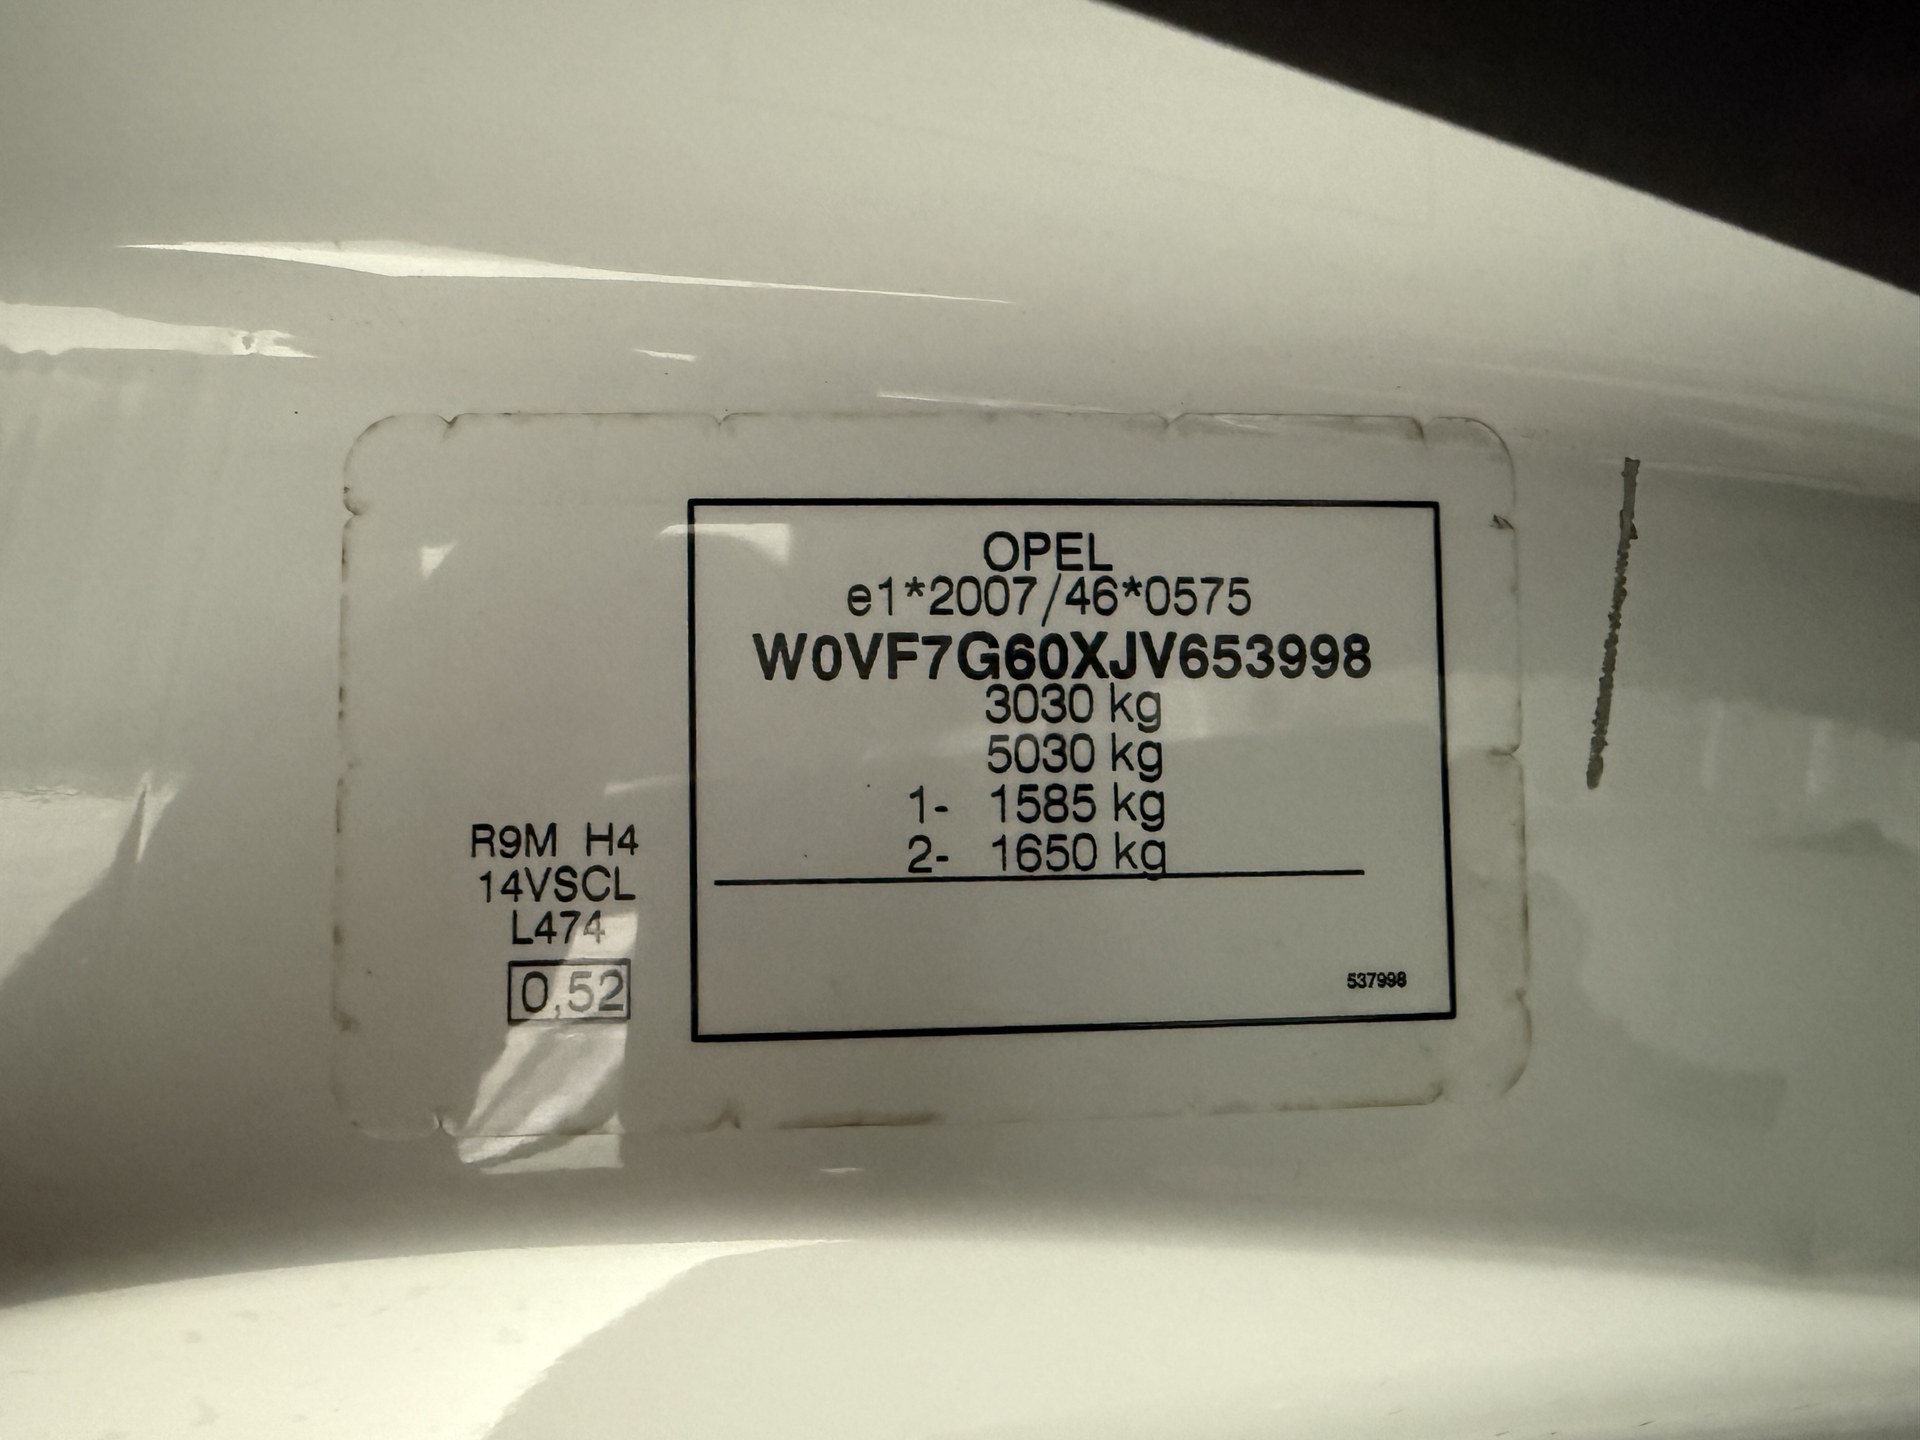 OPEL
e1*2007/46*0575
W0VF7G60XJV653998
3030 kg
5030 kg
1- 1585 kg
2- 1650 kg
R9M H4
14VSCL
L474
0,52
537998